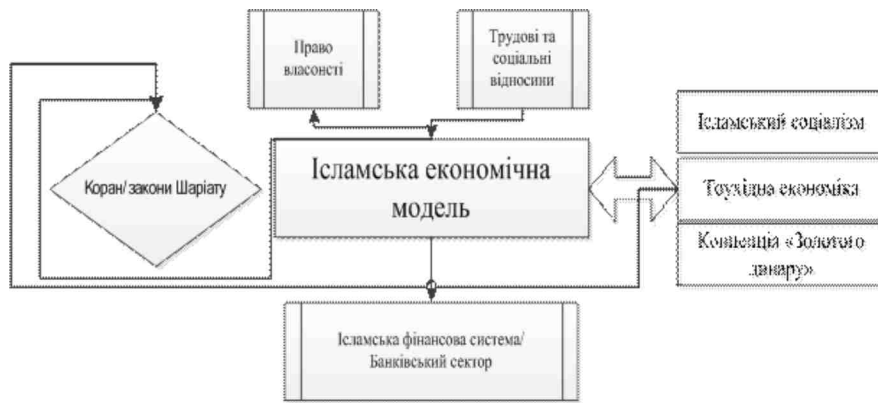 Право
власонсті
Трудові та
соціальні
відносини
Ісламський соціалізм
Коран/закони Шаріату
Ісламська економічна
модель
Тоухідна економіка
Концепція «Золотого
динару»
Ісламська фінансова система/
Банківський сектор